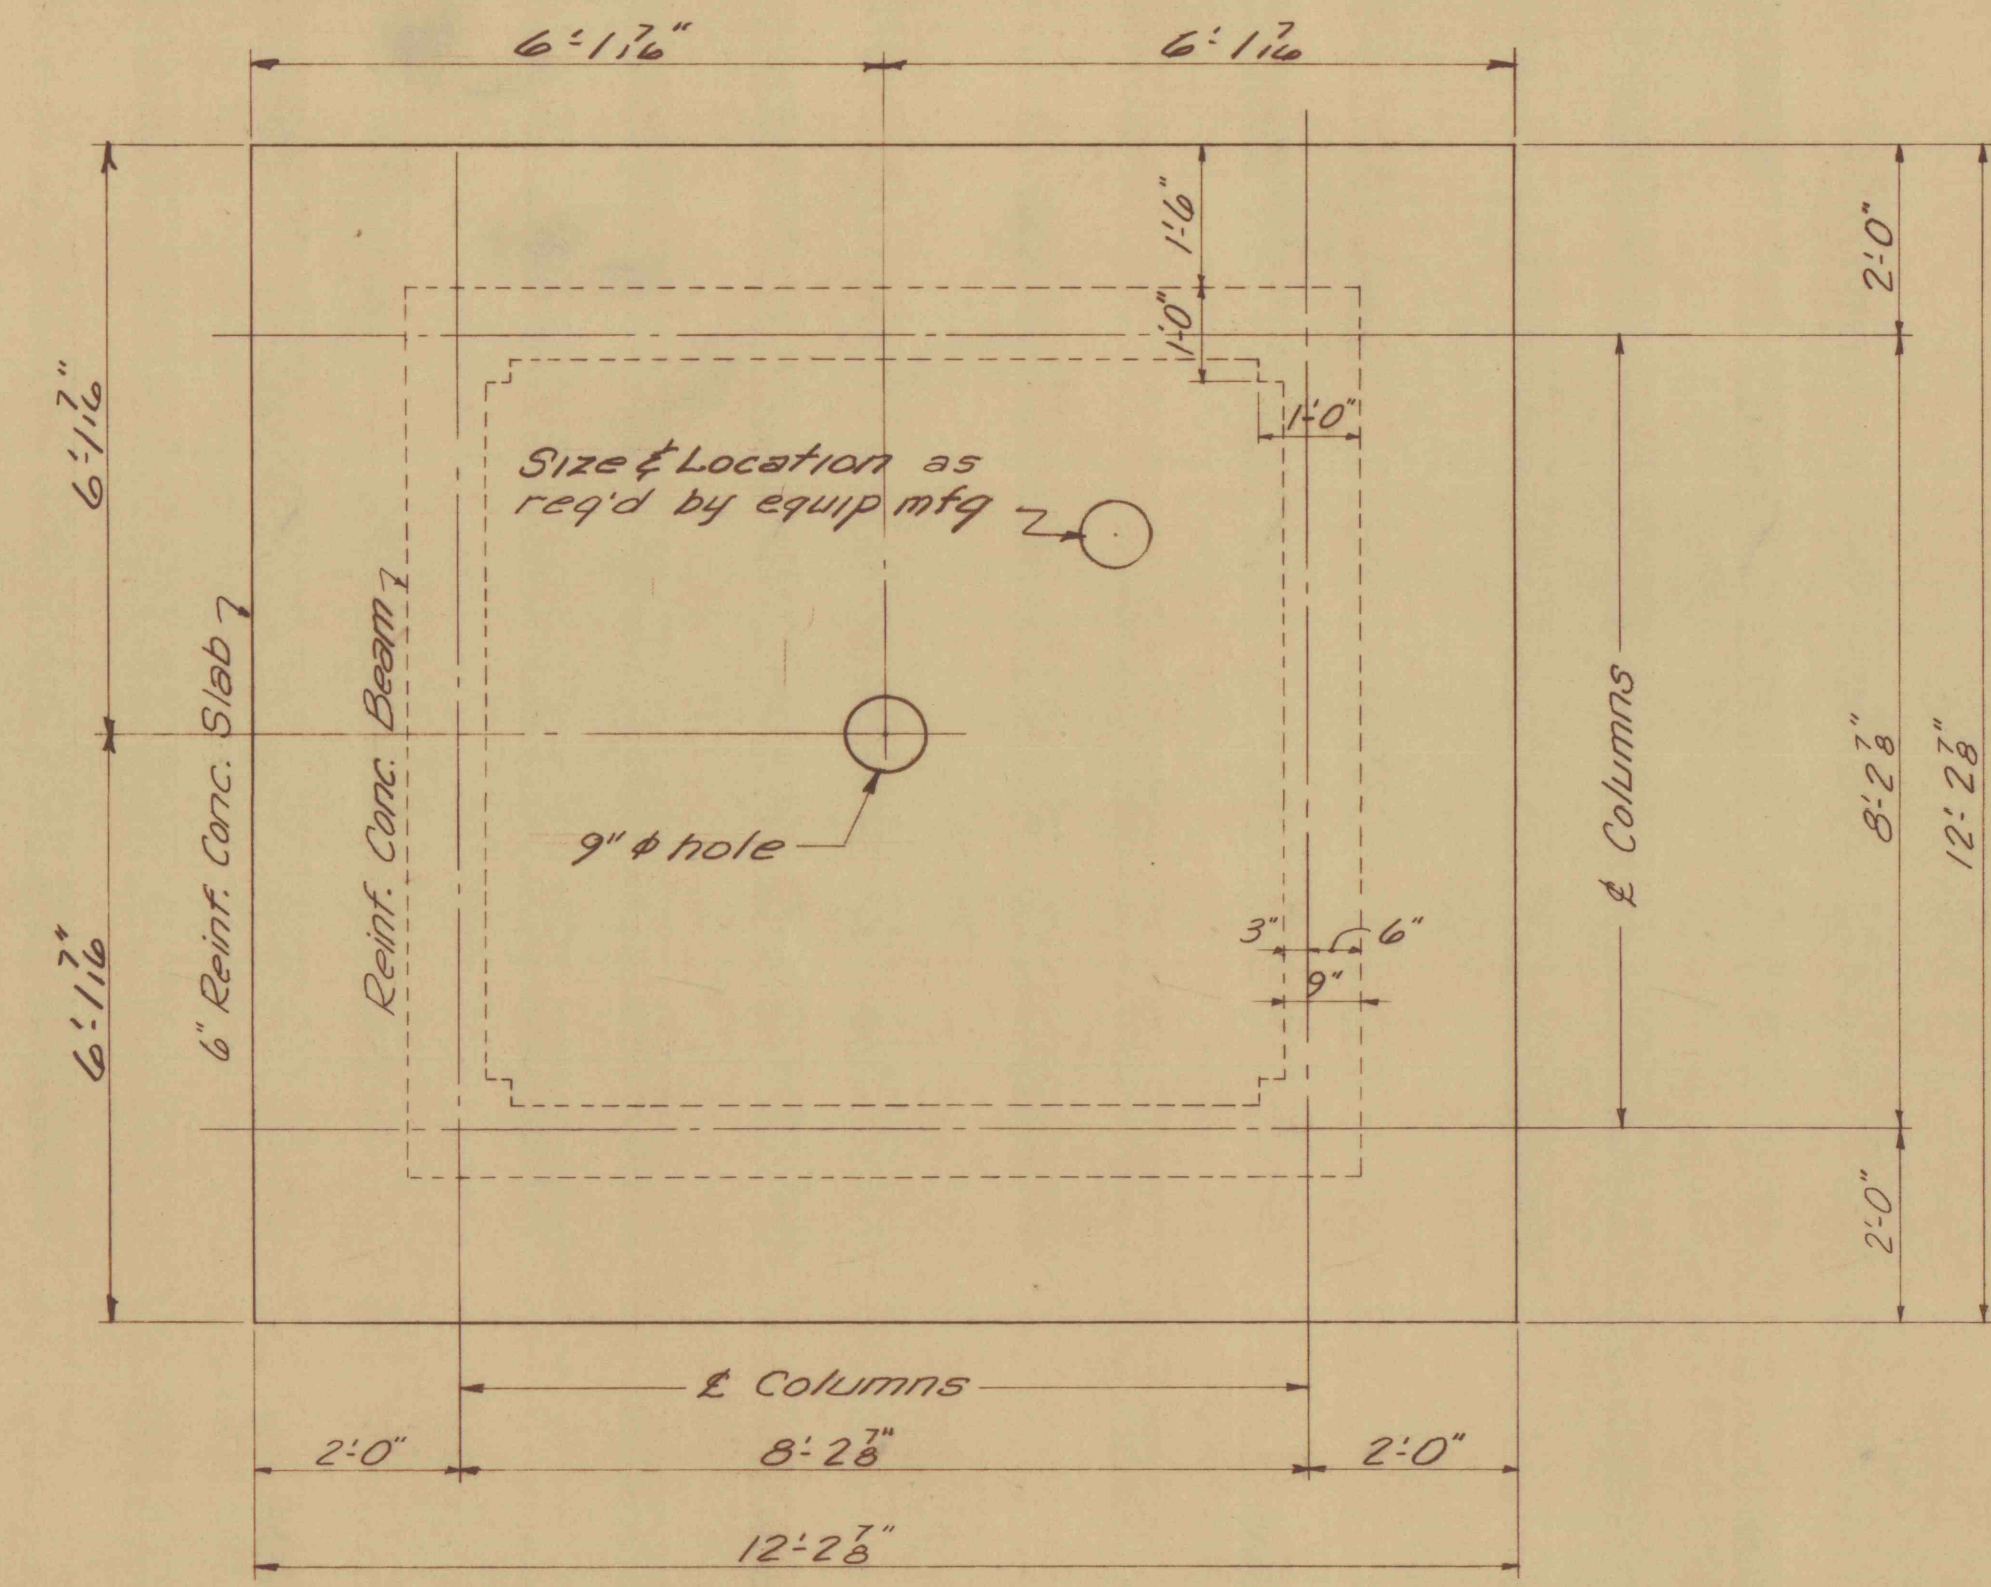 6'-1 7/16"
6'-1 7/16
1'-6"
2'-0"
1'-0"
6'-1 7/16"
1'-0"
Size & Location as
req'd by equip mfg
6" Reinf. Conc. Slab
Reinf. Conc. Beam
℄ Columns
8'-2 7/8"
12'-2 7/8"
9" φ hole
3"
6"
9"
6'-1 7/16"
2'-0"
℄ Columns
2'-0"
8'-2 7/8"
2'-0"
12'-2 7/8"